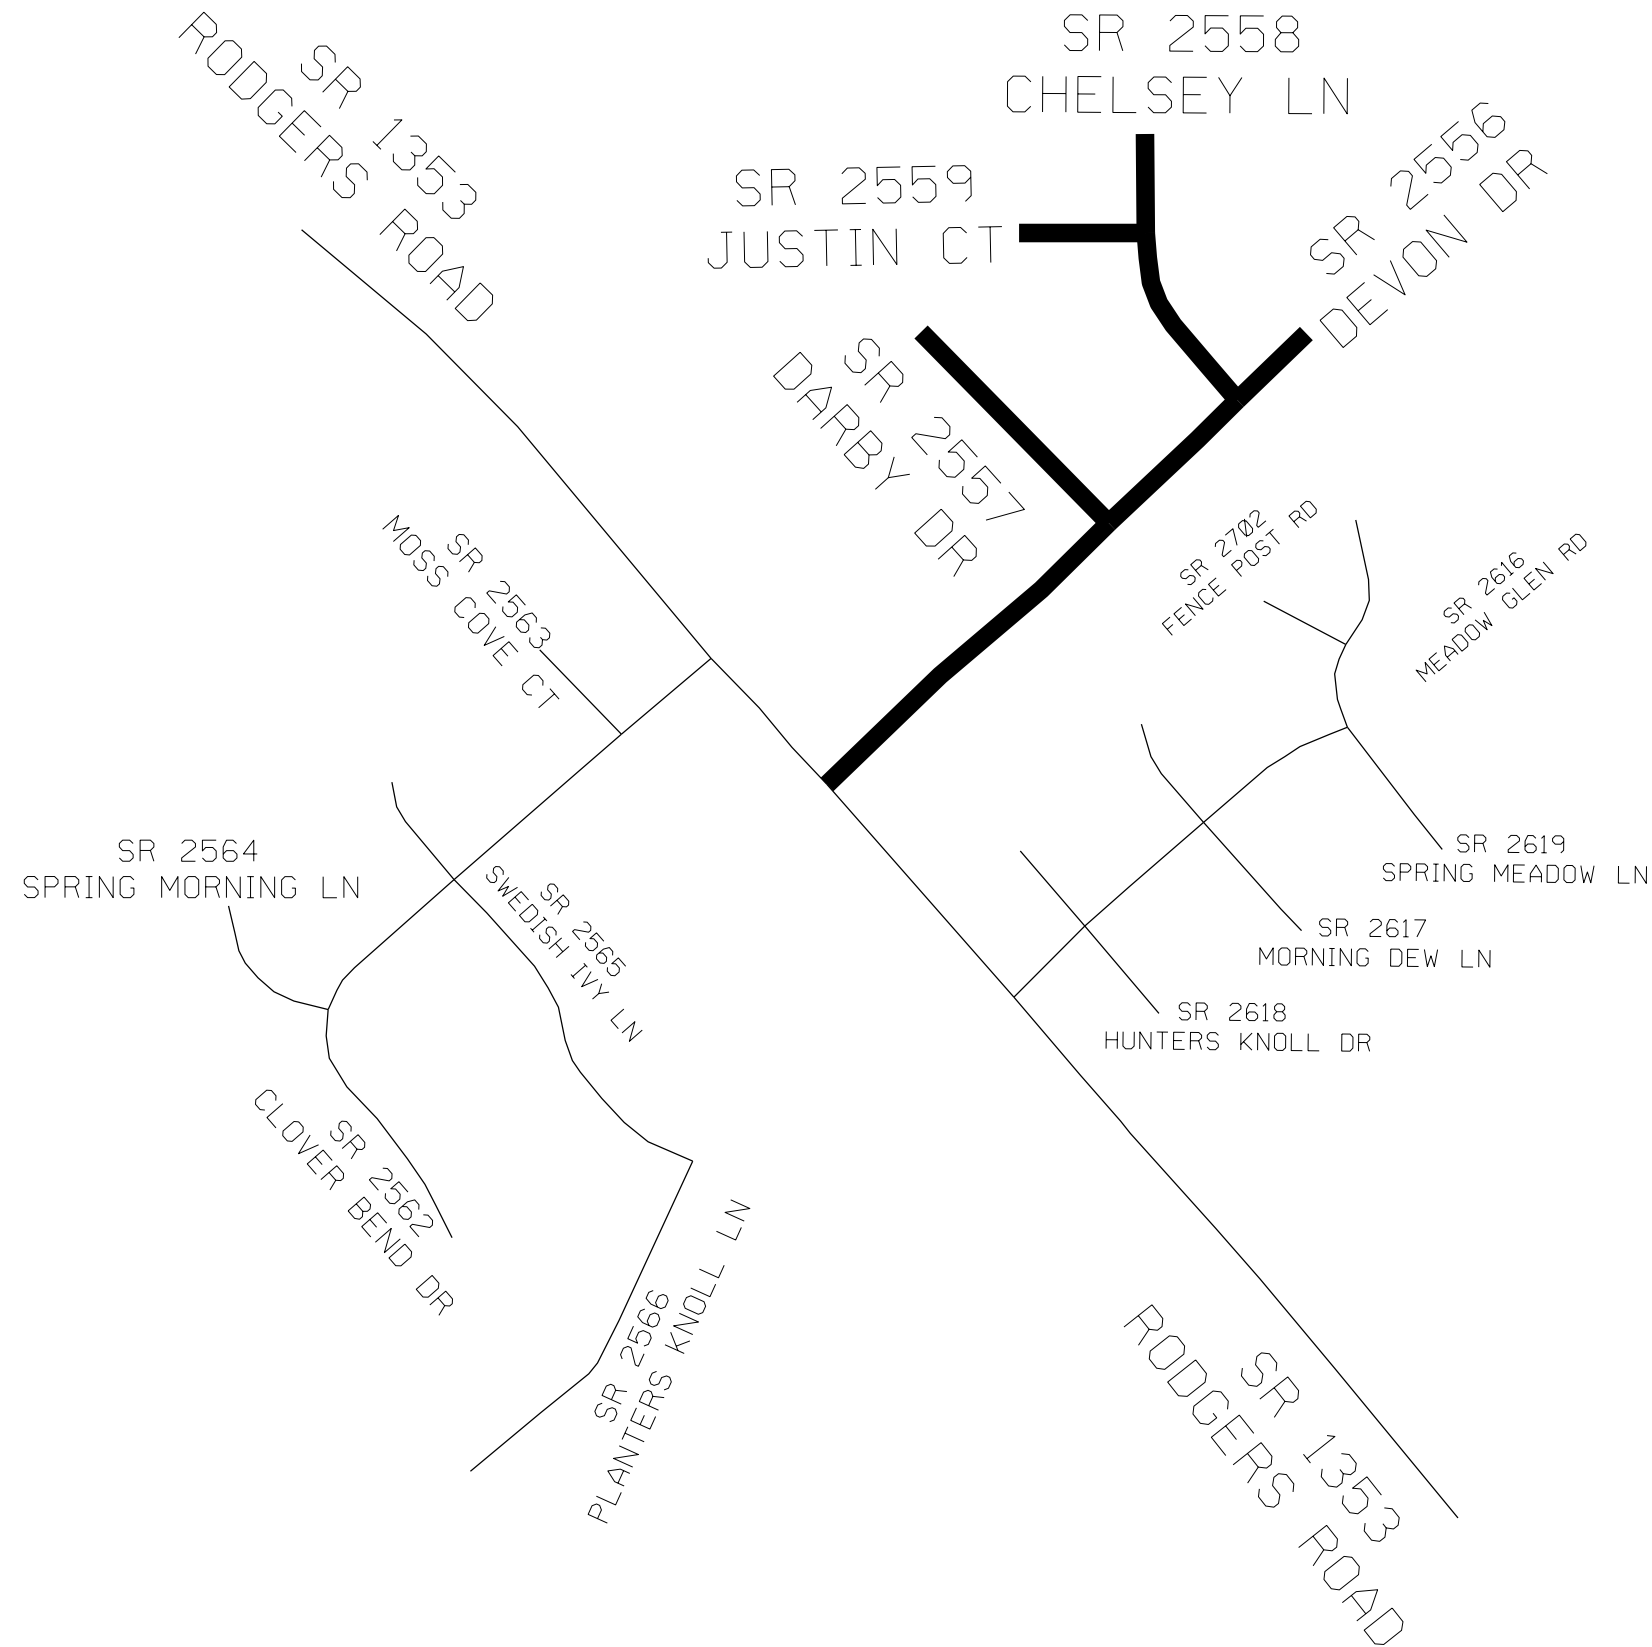 SR 2558
CHELSEY LN
SR 1353
RODGERS ROAD
SR 2556
DEVON DR
SR 2559
JUSTIN CT
SR 2557
DARBY DR
SR 2563
MOSS COVE CT
SR 2702
FENCE POST RD
SR 2616
MEADOW GLEN RD
SR 2564
SPRING MORNING LN
SR 2619
SPRING MEADOW LN
SR 2565
SWEDISH IVY LN
SR 2617
MORNING DEW LN
SR 2618
HUNTERS KNOLL DR
SR 2562
CLOVER BEND DR
SR 2566
PLANTERS KNOLL LN
SR 1353
RODGERS ROAD